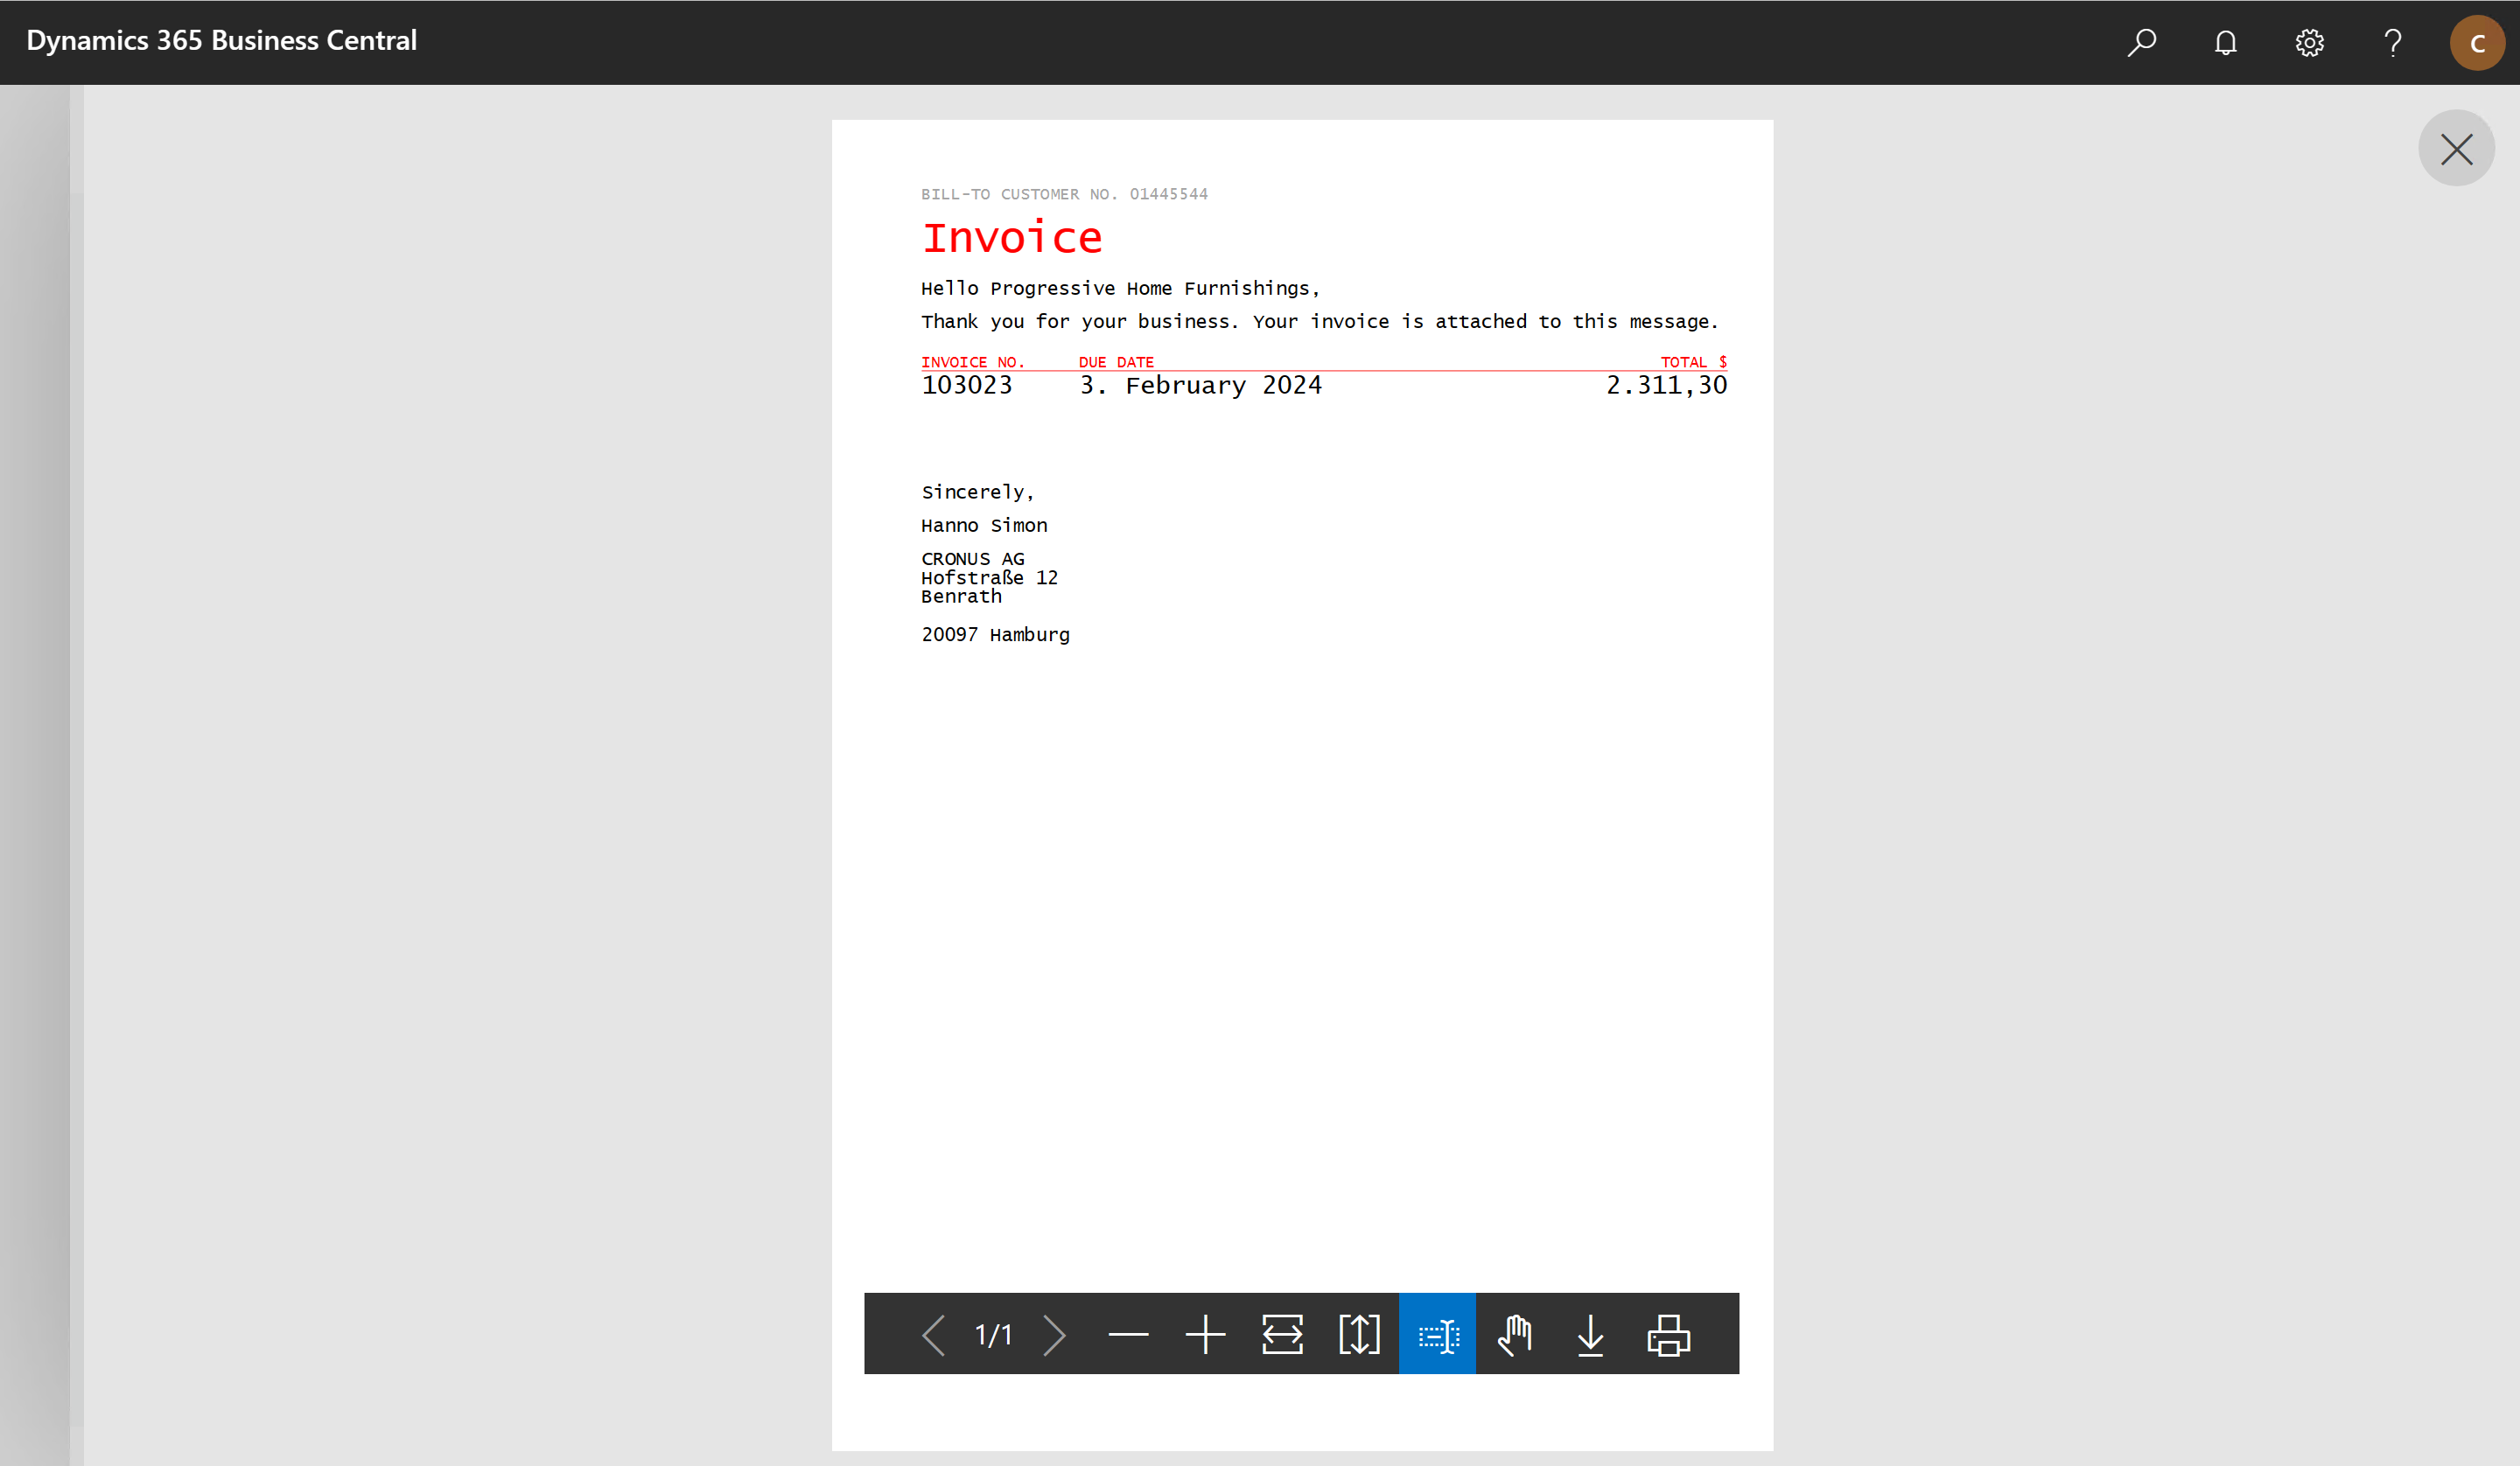 Dynamics 365 Business Central
C
BILL-TO CUSTOMER NO. 01445544
Invoice
Hello Progressive Home Furnishings,
Thank you for your business. Your invoice is attached to this message.
INVOICE NO. DUE DATE TOTAL $
103023 3. February 2024 2.311,30
Sincerely,
Hanno Simon
CRONUS AG
Hofstraße 12
Benrath
20097 Hamburg
1/1